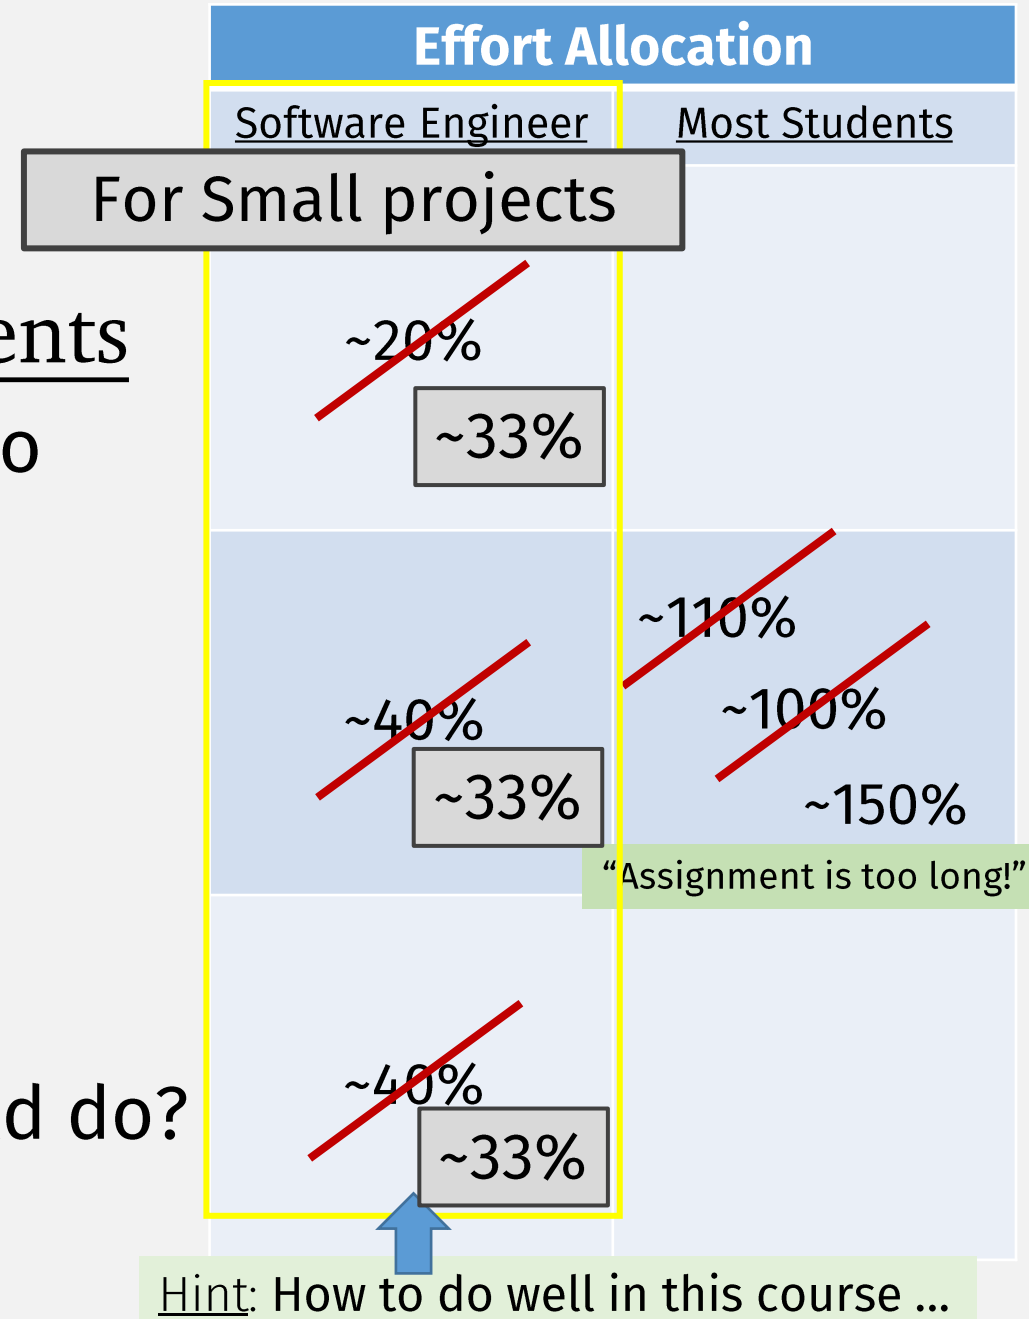 Effort Allocation
Software Engineer
Most Students
For Small projects
ents
~20%
o
~33%
~110%
~100%
~40%
~33%
~150%
“Assignment is too long!”
~40%
d do?
~33%
Hint: How to do well in this course ...